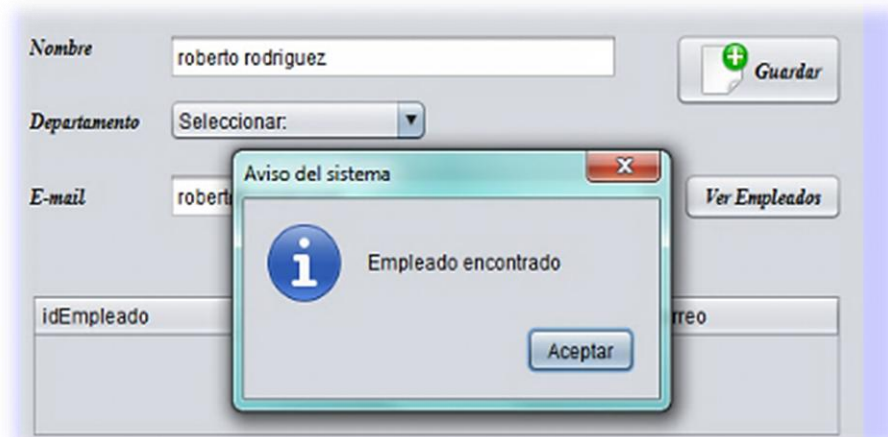 Nombre
roberto rodriguez
Guardar
Departamento
Seleccionar:
Aviso del sistema
x
E-mail
Ver Empleados
Empleado encontrado
idEmpleado
Aceptar